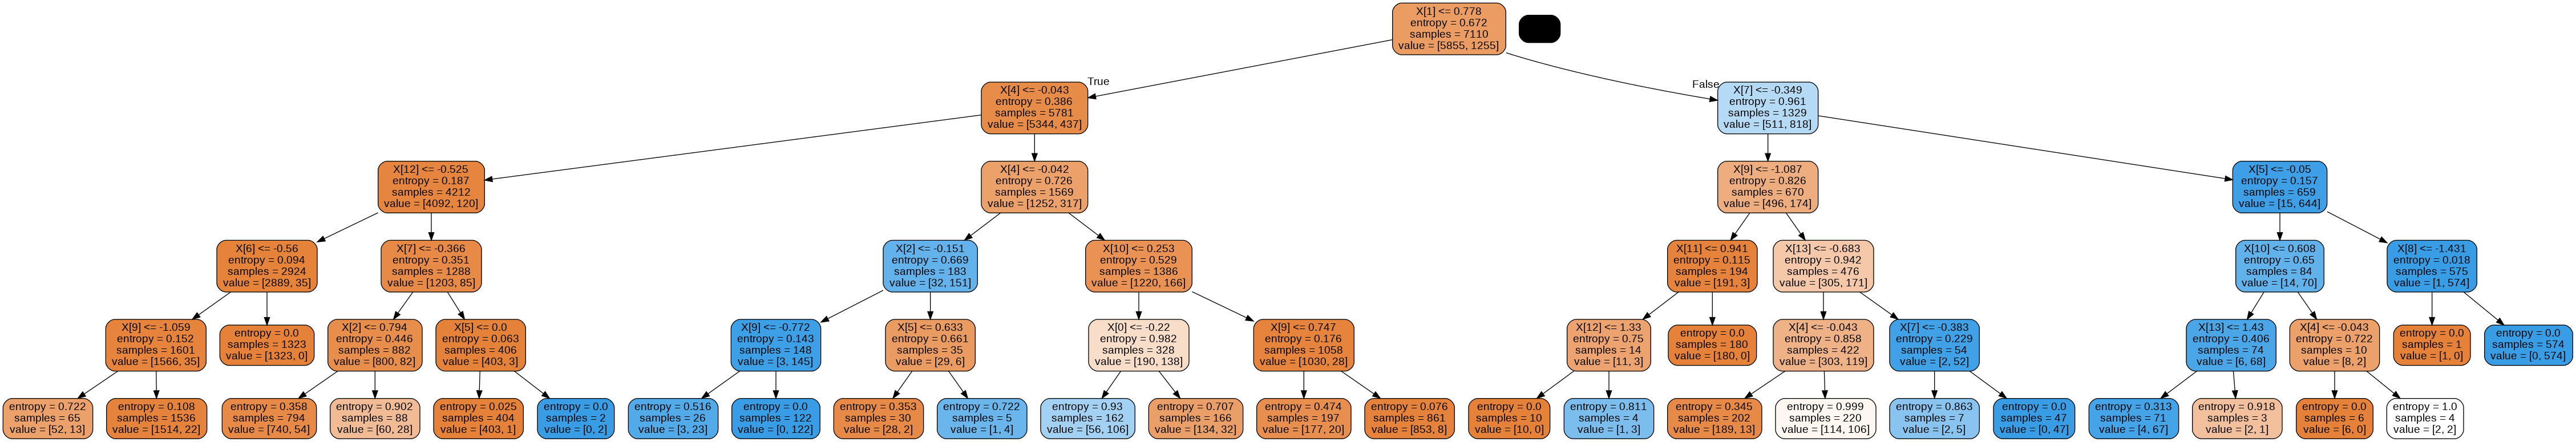 X[1] <= 0.778
entropy = 0.672
samples = 7110
value = [5855, 1255]
True
False
X[4] <= -0.043
entropy = 0.386
samples = 5781
value = [5344, 437]
X[7] <= -0.349
entropy = 0.961
samples = 1329
value = [511, 818]
X[12] <= -0.525
entropy = 0.187
samples = 4212
value = [4092, 120]
X[4] <= -0.042
entropy = 0.726
samples = 1569
value = [1252, 317]
X[9] <= -1.087
entropy = 0.826
samples = 670
value = [496, 174]
X[5] <= -0.05
entropy = 0.157
samples = 659
value = [15, 644]
X[6] <= -0.56
entropy = 0.094
samples = 2924
value = [2889, 35]
X[7] <= -0.366
entropy = 0.351
samples = 1288
value = [1203, 85]
X[2] <= -0.151
entropy = 0.669
samples = 183
value = [32, 151]
X[10] <= 0.253
entropy = 0.529
samples = 1386
value = [1220, 166]
X[11] <= 0.941
entropy = 0.115
samples = 194
value = [191, 3]
X[13] <= -0.683
entropy = 0.942
samples = 476
value = [305, 171]
X[10] <= 0.608
entropy = 0.65
samples = 84
value = [14, 70]
X[8] <= -1.431
entropy = 0.018
samples = 575
value = [1, 574]
X[9] <= -1.059
entropy = 0.152
samples = 1601
value = [1566, 35]
entropy = 0.0
samples = 1323
value = [1323, 0]
X[2] <= 0.794
entropy = 0.446
samples = 882
value = [800, 82]
X[5] <= 0.0
entropy = 0.063
samples = 406
value = [403, 3]
X[9] <= -0.772
entropy = 0.143
samples = 148
value = [3, 145]
X[5] <= 0.633
entropy = 0.661
samples = 35
value = [29, 6]
X[0] <= -0.22
entropy = 0.982
samples = 328
value = [190, 138]
X[9] <= 0.747
entropy = 0.176
samples = 1058
value = [1030, 28]
X[12] <= 1.33
entropy = 0.75
samples = 14
value = [11, 3]
entropy = 0.0
samples = 180
value = [180, 0]
X[4] <= -0.043
entropy = 0.858
samples = 422
value = [303, 119]
X[7] <= -0.383
entropy = 0.229
samples = 54
value = [2, 52]
X[13] <= 1.43
entropy = 0.406
samples = 74
value = [6, 68]
X[4] <= -0.043
entropy = 0.722
samples = 10
value = [8, 2]
entropy = 0.0
samples = 1
value = [1, 0]
entropy = 0.0
samples = 574
value = [0, 574]
entropy = 0.722
samples = 65
value = [52, 13]
entropy = 0.108
samples = 1536
value = [1514, 22]
entropy = 0.358
samples = 794
value = [740, 54]
entropy = 0.902
samples = 88
value = [60, 28]
entropy = 0.025
samples = 404
value = [403, 1]
entropy = 0.0
samples = 2
value = [0, 2]
entropy = 0.516
samples = 26
value = [3, 23]
entropy = 0.0
samples = 122
value = [0, 122]
entropy = 0.353
samples = 30
value = [28, 2]
entropy = 0.722
samples = 5
value = [1, 4]
entropy = 0.93
samples = 162
value = [56, 106]
entropy = 0.707
samples = 166
value = [134, 32]
entropy = 0.474
samples = 197
value = [177, 20]
entropy = 0.076
samples = 861
value = [853, 8]
entropy = 0.0
samples = 10
value = [10, 0]
entropy = 0.811
samples = 4
value = [1, 3]
entropy = 0.345
samples = 202
value = [189, 13]
entropy = 0.999
samples = 220
value = [114, 106]
entropy = 0.863
samples = 7
value = [2, 5]
entropy = 0.0
samples = 47
value = [0, 47]
entropy = 0.313
samples = 71
value = [4, 67]
entropy = 0.918
samples = 3
value = [2, 1]
entropy = 0.0
samples = 6
value = [6, 0]
entropy = 1.0
samples = 4
value = [2, 2]